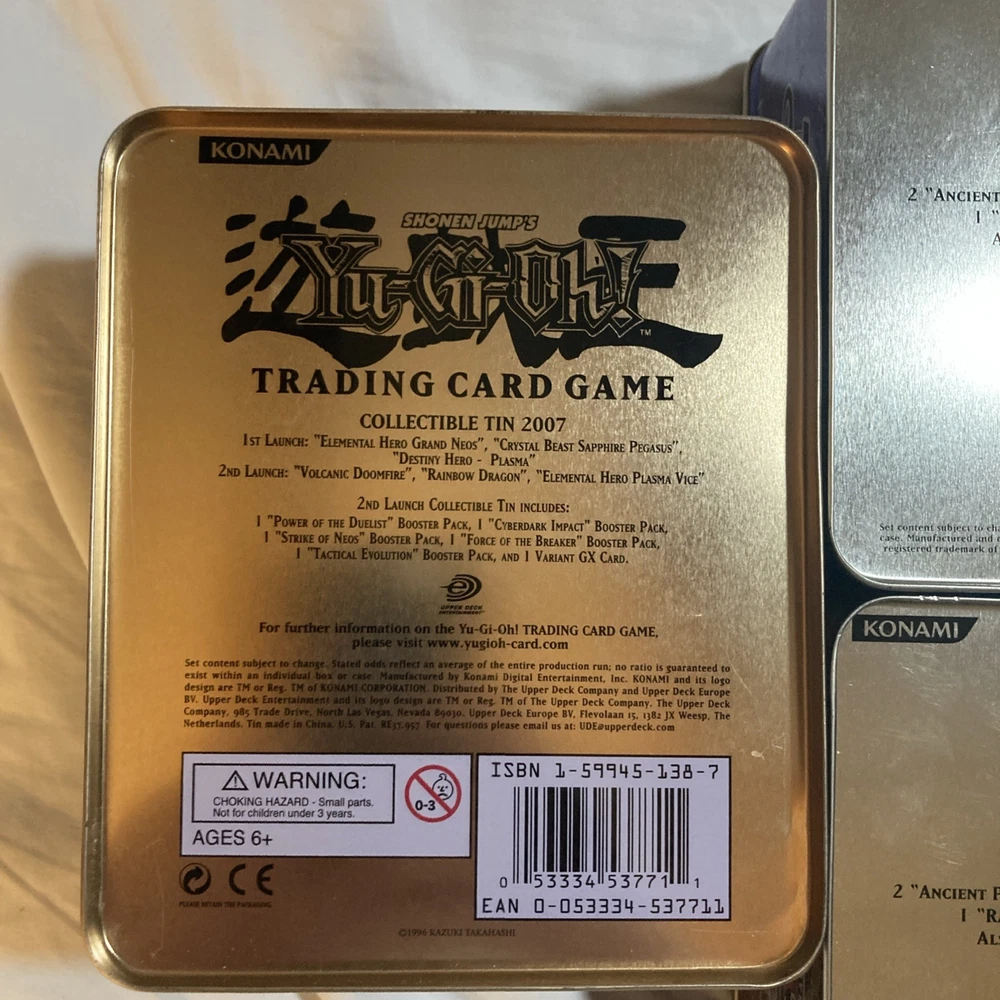 KONAMI
SHONEN JUMP'S
遊戯王
Yu-Gi-Oh!
TM
TRADING CARD GAME
COLLECTIBLE TIN 2007
1ST LAUNCH: "ELEMENTAL HERO GRAND NEOS", "CRYSTAL BEAST SAPPHIRE PEGASUS",
"DESTINY HERO - PLASMA"
2ND LAUNCH: "VOLCANIC DOOMFIRE", "RAINBOW DRAGON", "ELEMENTAL HERO PLASMA VICE"
2ND LAUNCH COLLECTIBLE TIN INCLUDES:
1 "POWER OF THE DUELIST" BOOSTER PACK, 1 "CYBERDARK IMPACT" BOOSTER PACK,
1 "STRIKE OF NEOS" BOOSTER PACK, 1 "FORCE OF THE BREAKER" BOOSTER PACK,
1 "TACTICAL EVOLUTION" BOOSTER PACK, AND 1 VARIANT GX CARD.
UPPER DECK
ENTERTAINMENT
For further information on the Yu-Gi-Oh! TRADING CARD GAME,
please visit www.yugioh-card.com
Set content subject to change. Stated odds reflect an average of the entire production run; no ratio is guaranteed to
exist within an individual box or case. Manufactured by Konami Digital Entertainment, Inc. KONAMI and its logo
design are TM or Reg. TM of KONAMI CORPORATION. Distributed by The Upper Deck Company and Upper Deck Europe
BV. Upper Deck Entertainment and its logo design are TM or Reg. TM of The Upper Deck Company. The Upper Deck
Company, 985 Trade Drive, North Las Vegas, Nevada 89030. Upper Deck Europe BV, Flevolaan 15, 1382 JX Weesp, The
Netherlands. Tin made in China. U.S. Pat. RE37,957 For questions please email us at: UDE@upperdeck.com
WARNING:
CHOKING HAZARD - Small parts.
Not for children under 3 years.
0-3
AGES 6+
CE
PLEASE RETAIN THE PACKAGING.
ISBN 1-59945-138-7
0 53334 53771 1
EAN 0-053334-537711
©1996 KAZUKI TAKAHASHI
2 "ANCIENT
1 "
A
Set content subject to cha
case. Manufactured and
registered trademark of
KONAMI
2 "ANCIENT P
1 "RA
ALS